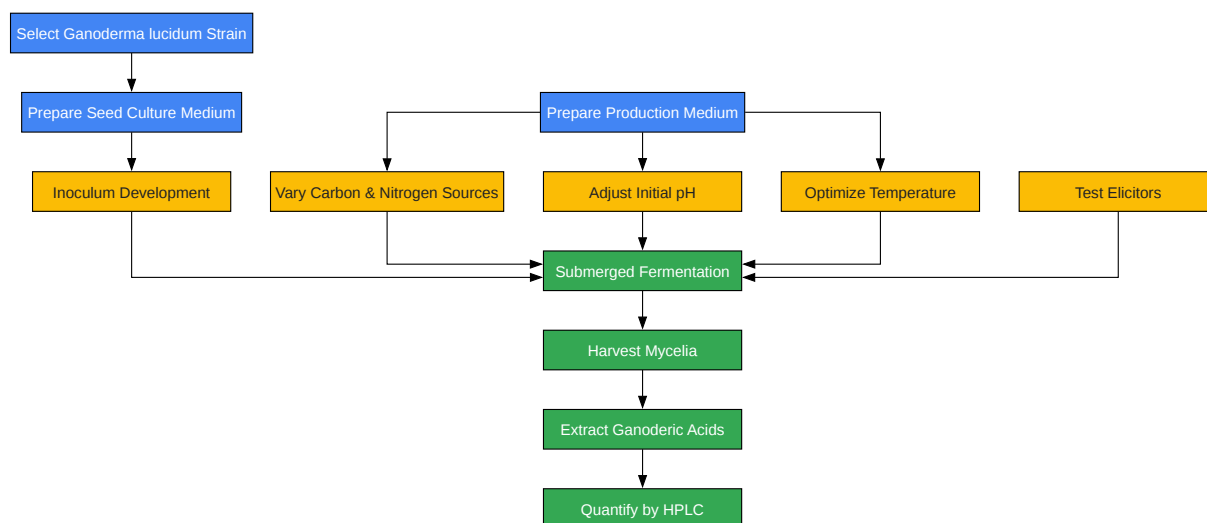 Select Ganoderma lucidum Strain
Prepare Seed Culture Medium
Prepare Production Medium
Inoculum Development
Vary Carbon & Nitrogen Sources
Adjust Initial pH
Optimize Temperature
Test Elicitors
Submerged Fermentation
Harvest Mycelia
Extract Ganoderic Acids
Quantify by HPLC